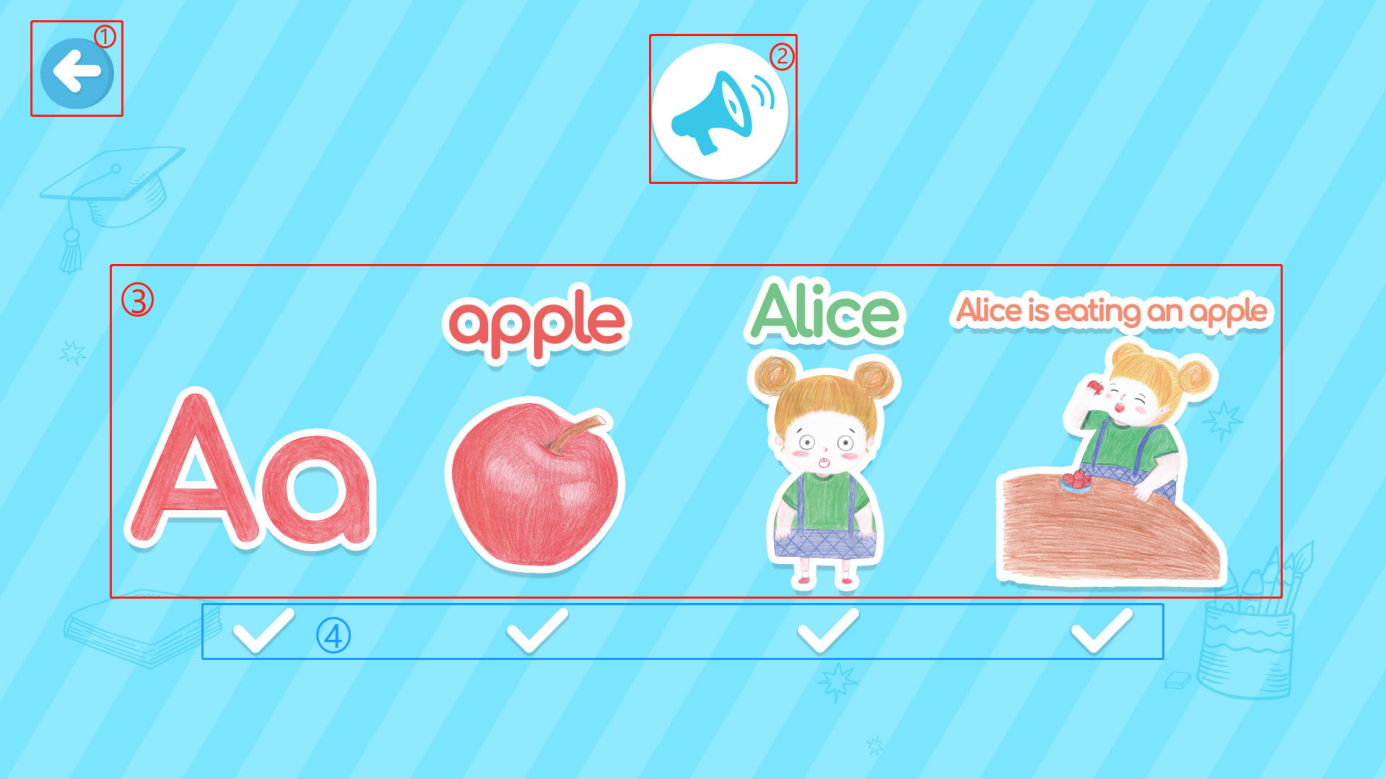 ①
②
③
apple
Alice
Alice is eating an apple
Aa
④